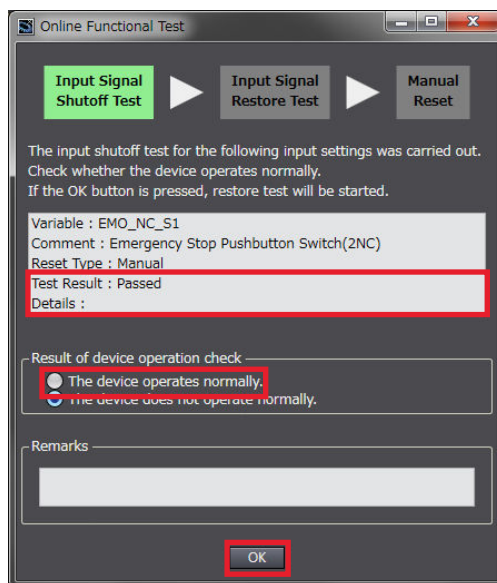 Online Functional Test
Input Signal
Shutoff Test
Input Signal
Restore Test
Manual
Reset
The input shutoff test for the following input settings was carried out.
Check whether the device operates normally.
If the OK button is pressed, restore test will be started.
Variable : EMO_NC_S1
Comment : Emergency Stop Pushbutton Switch(2NC)
Reset Type : Manual
Test Result : Passed
Details :
Result of device operation check
The device operates normally.
The device does not operate normally.
Remarks
OK